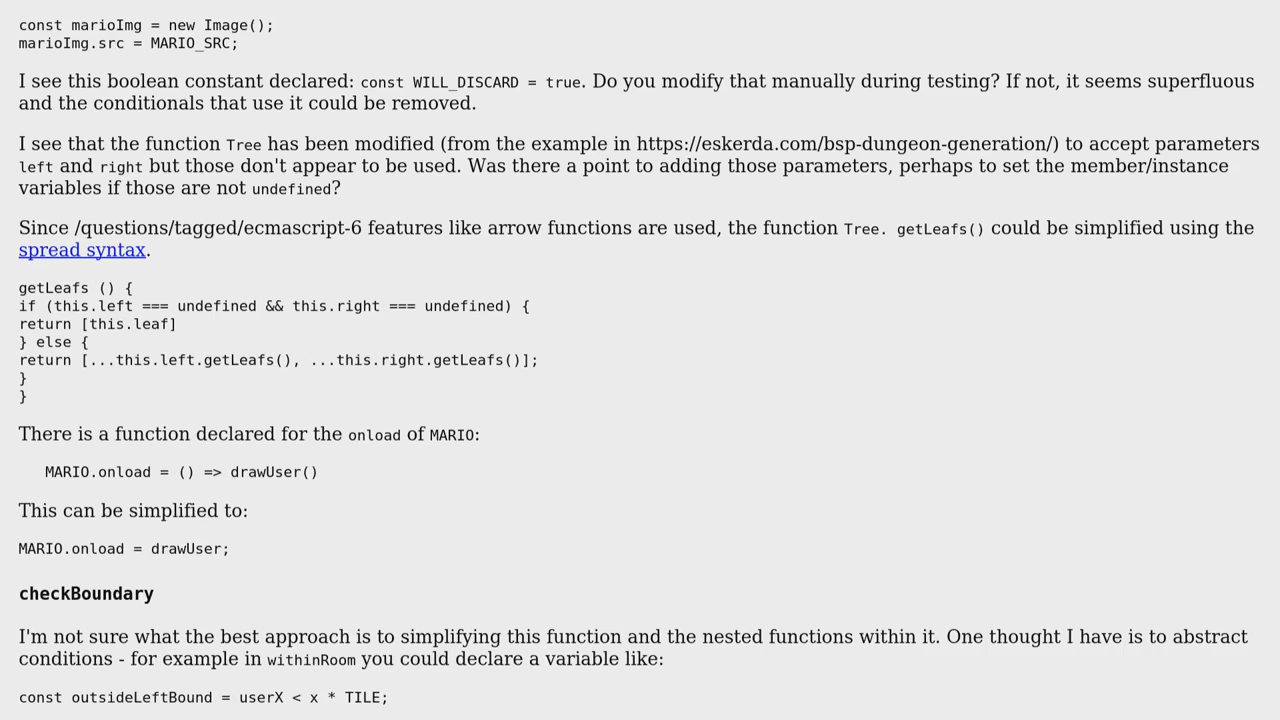 const marioImg = new Image();
marioImg.src = MARIO_SRC;
I see this boolean constant declared: const WILL_DISCARD = true. Do you modify that manually during testing? If not, it seems superfluous
and the conditionals that use it could be removed.
I see that the function Tree has been modified (from the example in https://eskerda.com/bsp-dungeon-generation/) to accept parameters
left and right but those don't appear to be used. Was there a point to adding those parameters, perhaps to set the member/instance
variables if those are not undefined?
Since /questions/tagged/ecmascript-6 features like arrow functions are used, the function Tree. getLeafs() could be simplified using the
spread syntax.
getLeafs () {
if (this.left === undefined && this.right === undefined) {
return [this.leaf]
} else {
return [...this.left.getLeafs(), ...this.right.getLeafs()];
}
}
There is a function declared for the onload of MARIO:
MARIO.onload = () => drawUser()
This can be simplified to:
MARIO.onload = drawUser;
checkBoundary
I'm not sure what the best approach is to simplifying this function and the nested functions within it. One thought I have is to abstract
conditions - for example in withinRoom you could declare a variable like:
const outsideLeftBound = userX < x * TILE;